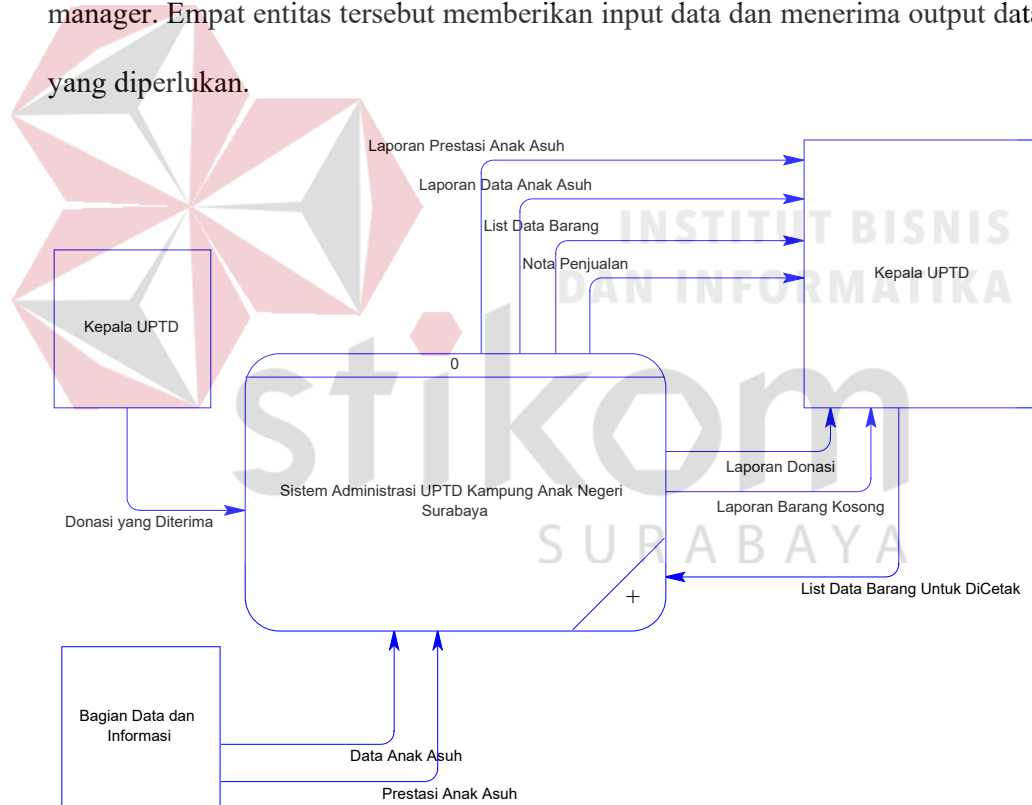 manager. Empat entitas tersebut memberikan input data dan menerima output data
yang diperlukan.
Laporan Prestasi Anak Asuh
Laporan Data Anak Asuh
List Data Barang
Nota Penjualan
INSTITUT BISNIS
DAN INFORMATIKA
Kepala UPTD
Kepala UPTD
0
stikom
SURABAYA
Sistem Administrasi UPTD Kampung Anak Negeri
Surabaya
Laporan Donasi
Laporan Barang Kosong
Donasi yang Diterima
List Data Barang Untuk DiCetak
+
Bagian Data dan
Informasi
Data Anak Asuh
Prestasi Anak Asuh